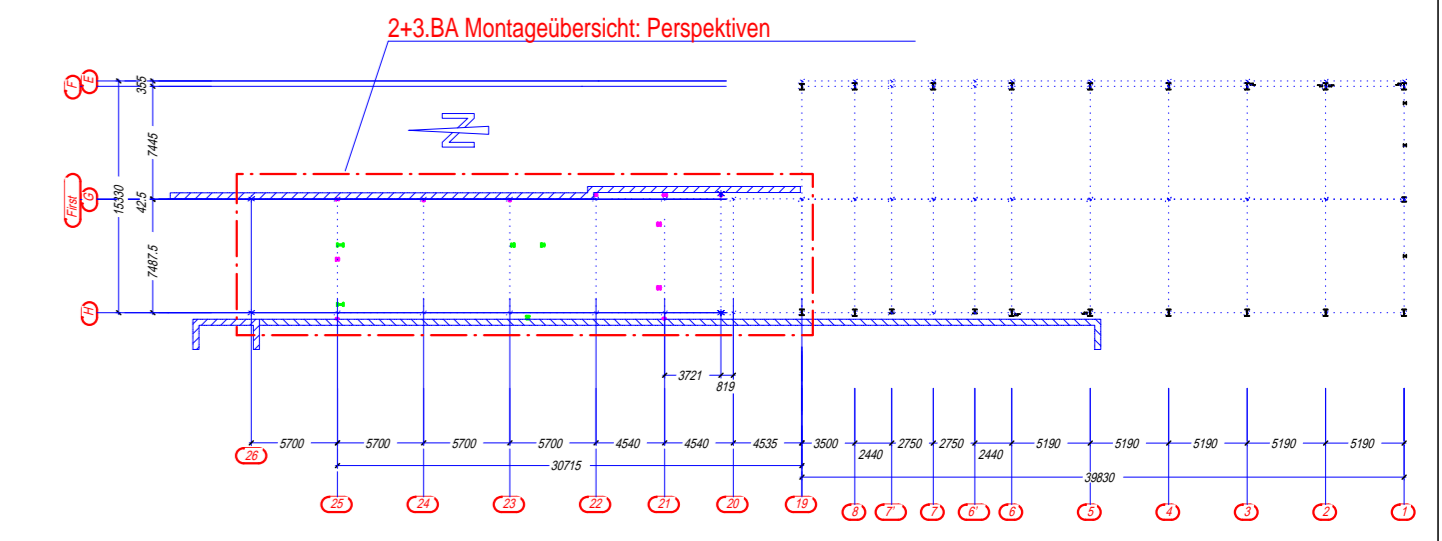 2+3.BA Montageübersicht: Perspektiven
F E
355
7445
15330
First G
42.5
7487.5
H
N
3721
819
5700 5700 5700 5700 4540 4540 4535 3500 2440 2750 2750 2440 5190 5190 5190 5190 5190
26
30715
39830
25 24 23 22 21 20 19 8 7' 7 6' 6 5 4 3 2 1